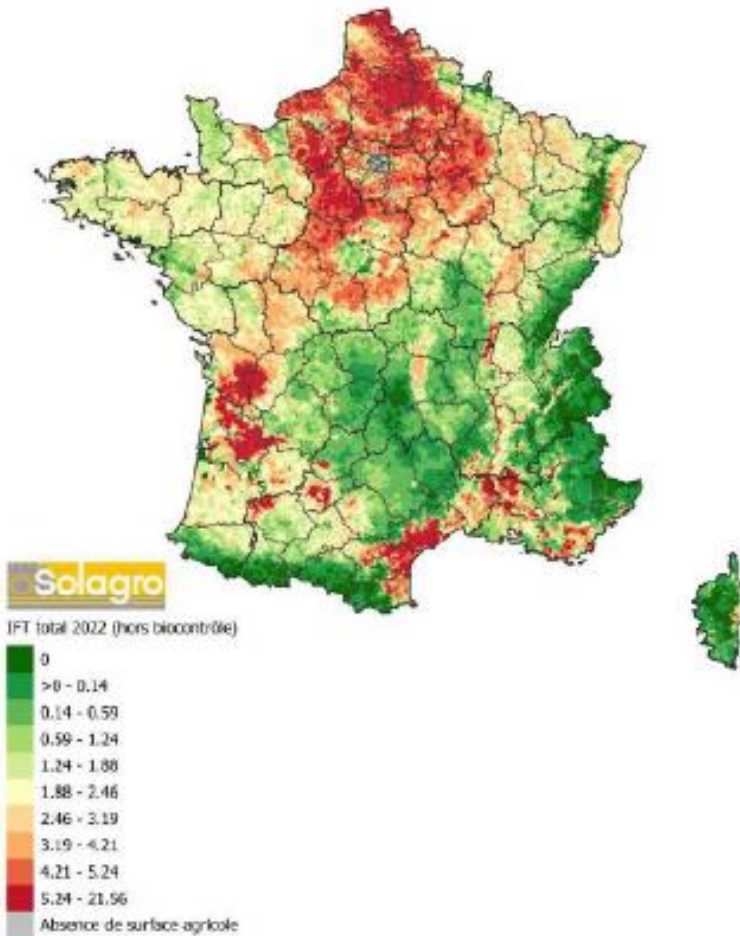 Solagro
IFT total 2022 (hors biocontrôle)
0
>0 - 0.14
0.14 - 0.59
0.59 - 1.24
1.24 - 1.88
1.88 - 2.46
2.46 - 3.19
3.19 - 4.21
4.21 - 5.24
5.24 - 21.56
Absence de surface agricole